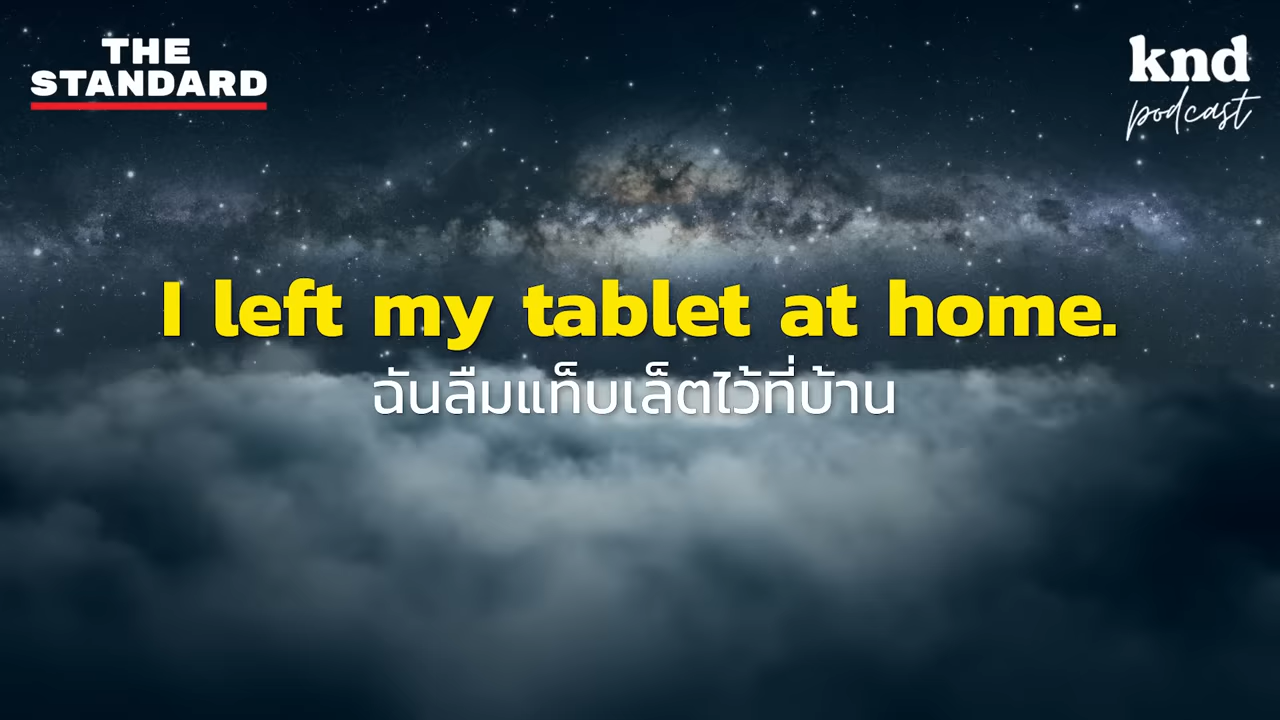 THE
STANDARD
knd
podcast
I left my tablet at home.
ฉันลืมแท็บเล็ตไว้ที่บ้าน